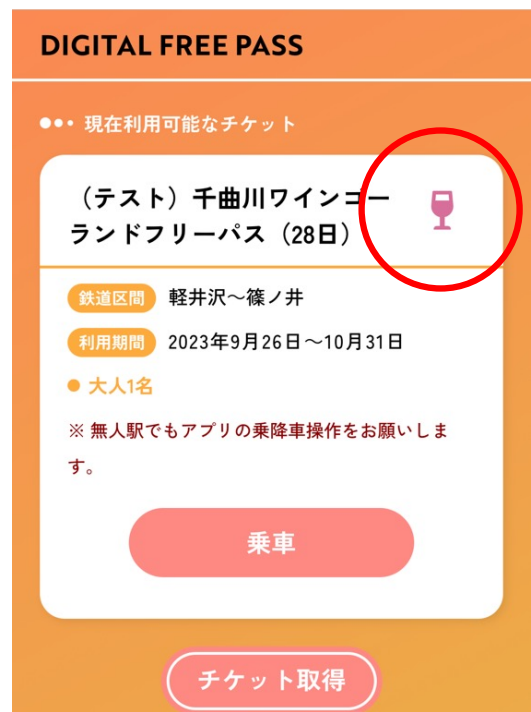 DIGITAL FREE PASS
現在利用可能なチケット
（テスト）千曲川ワインゴー
ランドフリーパス（28日）
鉄道区間 軽井沢～篠ノ井
利用期間 2023年9月26日～10月31日
大人1名
※ 無人駅でもアプリの乗降車操作をお願いしま
す。
乗車
チケット取得